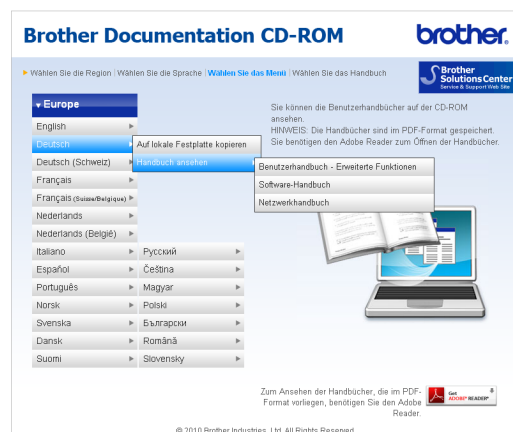 Brother Documentation CD-ROM
brother.
Wählen Sie die Region | Wählen Sie die Sprache | Wählen Sie das Menü | Wählen Sie das Handbuch
Brother
Solutions Center
Service & Support Web Site
Europe
English
Deutsch
Deutsch (Schweiz)
Français
Français (Suisse/Belgique)
Nederlands
Nederlands (België)
Italiano
Español
Português
Norsk
Svenska
Dansk
Suomi
Русский
Čeština
Magyar
Polski
Български
Română
Slovensky
Auf lokale Festplatte kopieren
Handbuch ansehen
Benutzerhandbuch - Erweiterte Funktionen
Software-Handbuch
Netzwerkhandbuch
Sie können die Benutzerhandbücher auf der CD-ROM
ansehen.
HINWEIS: Die Handbücher sind im PDF-Format gespeichert.
Sie benötigen den Adobe Reader zum Öffnen der Handbücher.
Zum Ansehen der Handbücher, die im PDF-
Format vorliegen, benötigen Sie den Adobe
Reader.
Get
ADOBE® READER®
© 2010 Brother Industries, Ltd. All Rights Reserved.